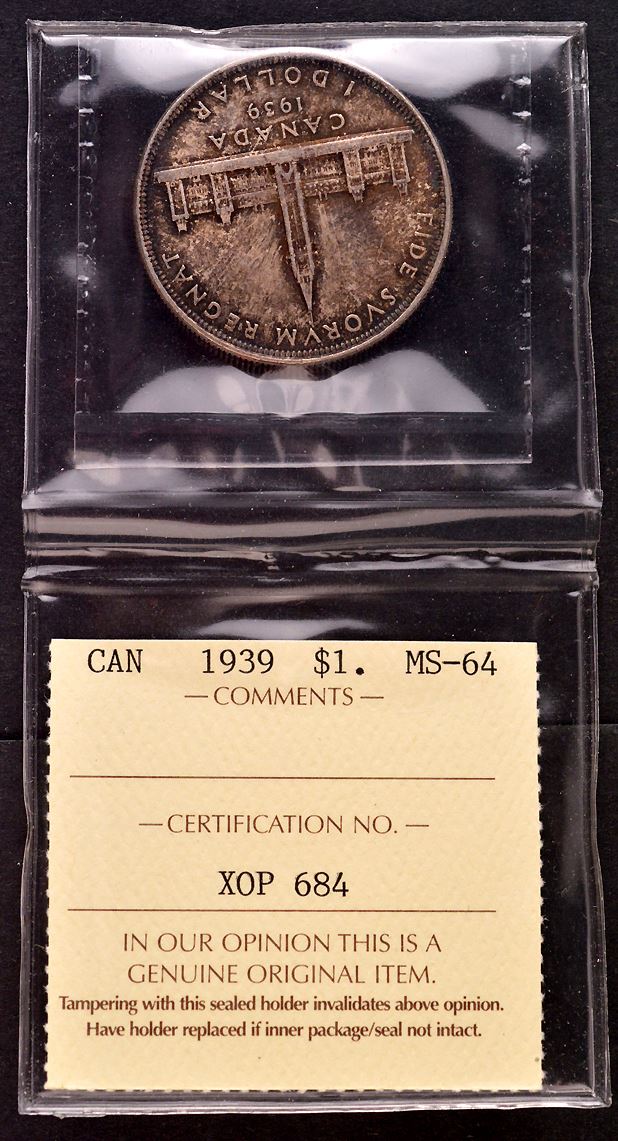 1 DOLLAR
1939
CANADA
FIDE SVORVM REGNAT
CAN 1939 $1. MS-64
— COMMENTS —
— CERTIFICATION NO. —
XOP 684
IN OUR OPINION THIS IS A
GENUINE ORIGINAL ITEM.
Tampering with this sealed holder invalidates above opinion.
Have holder replaced if inner package/seal not intact.